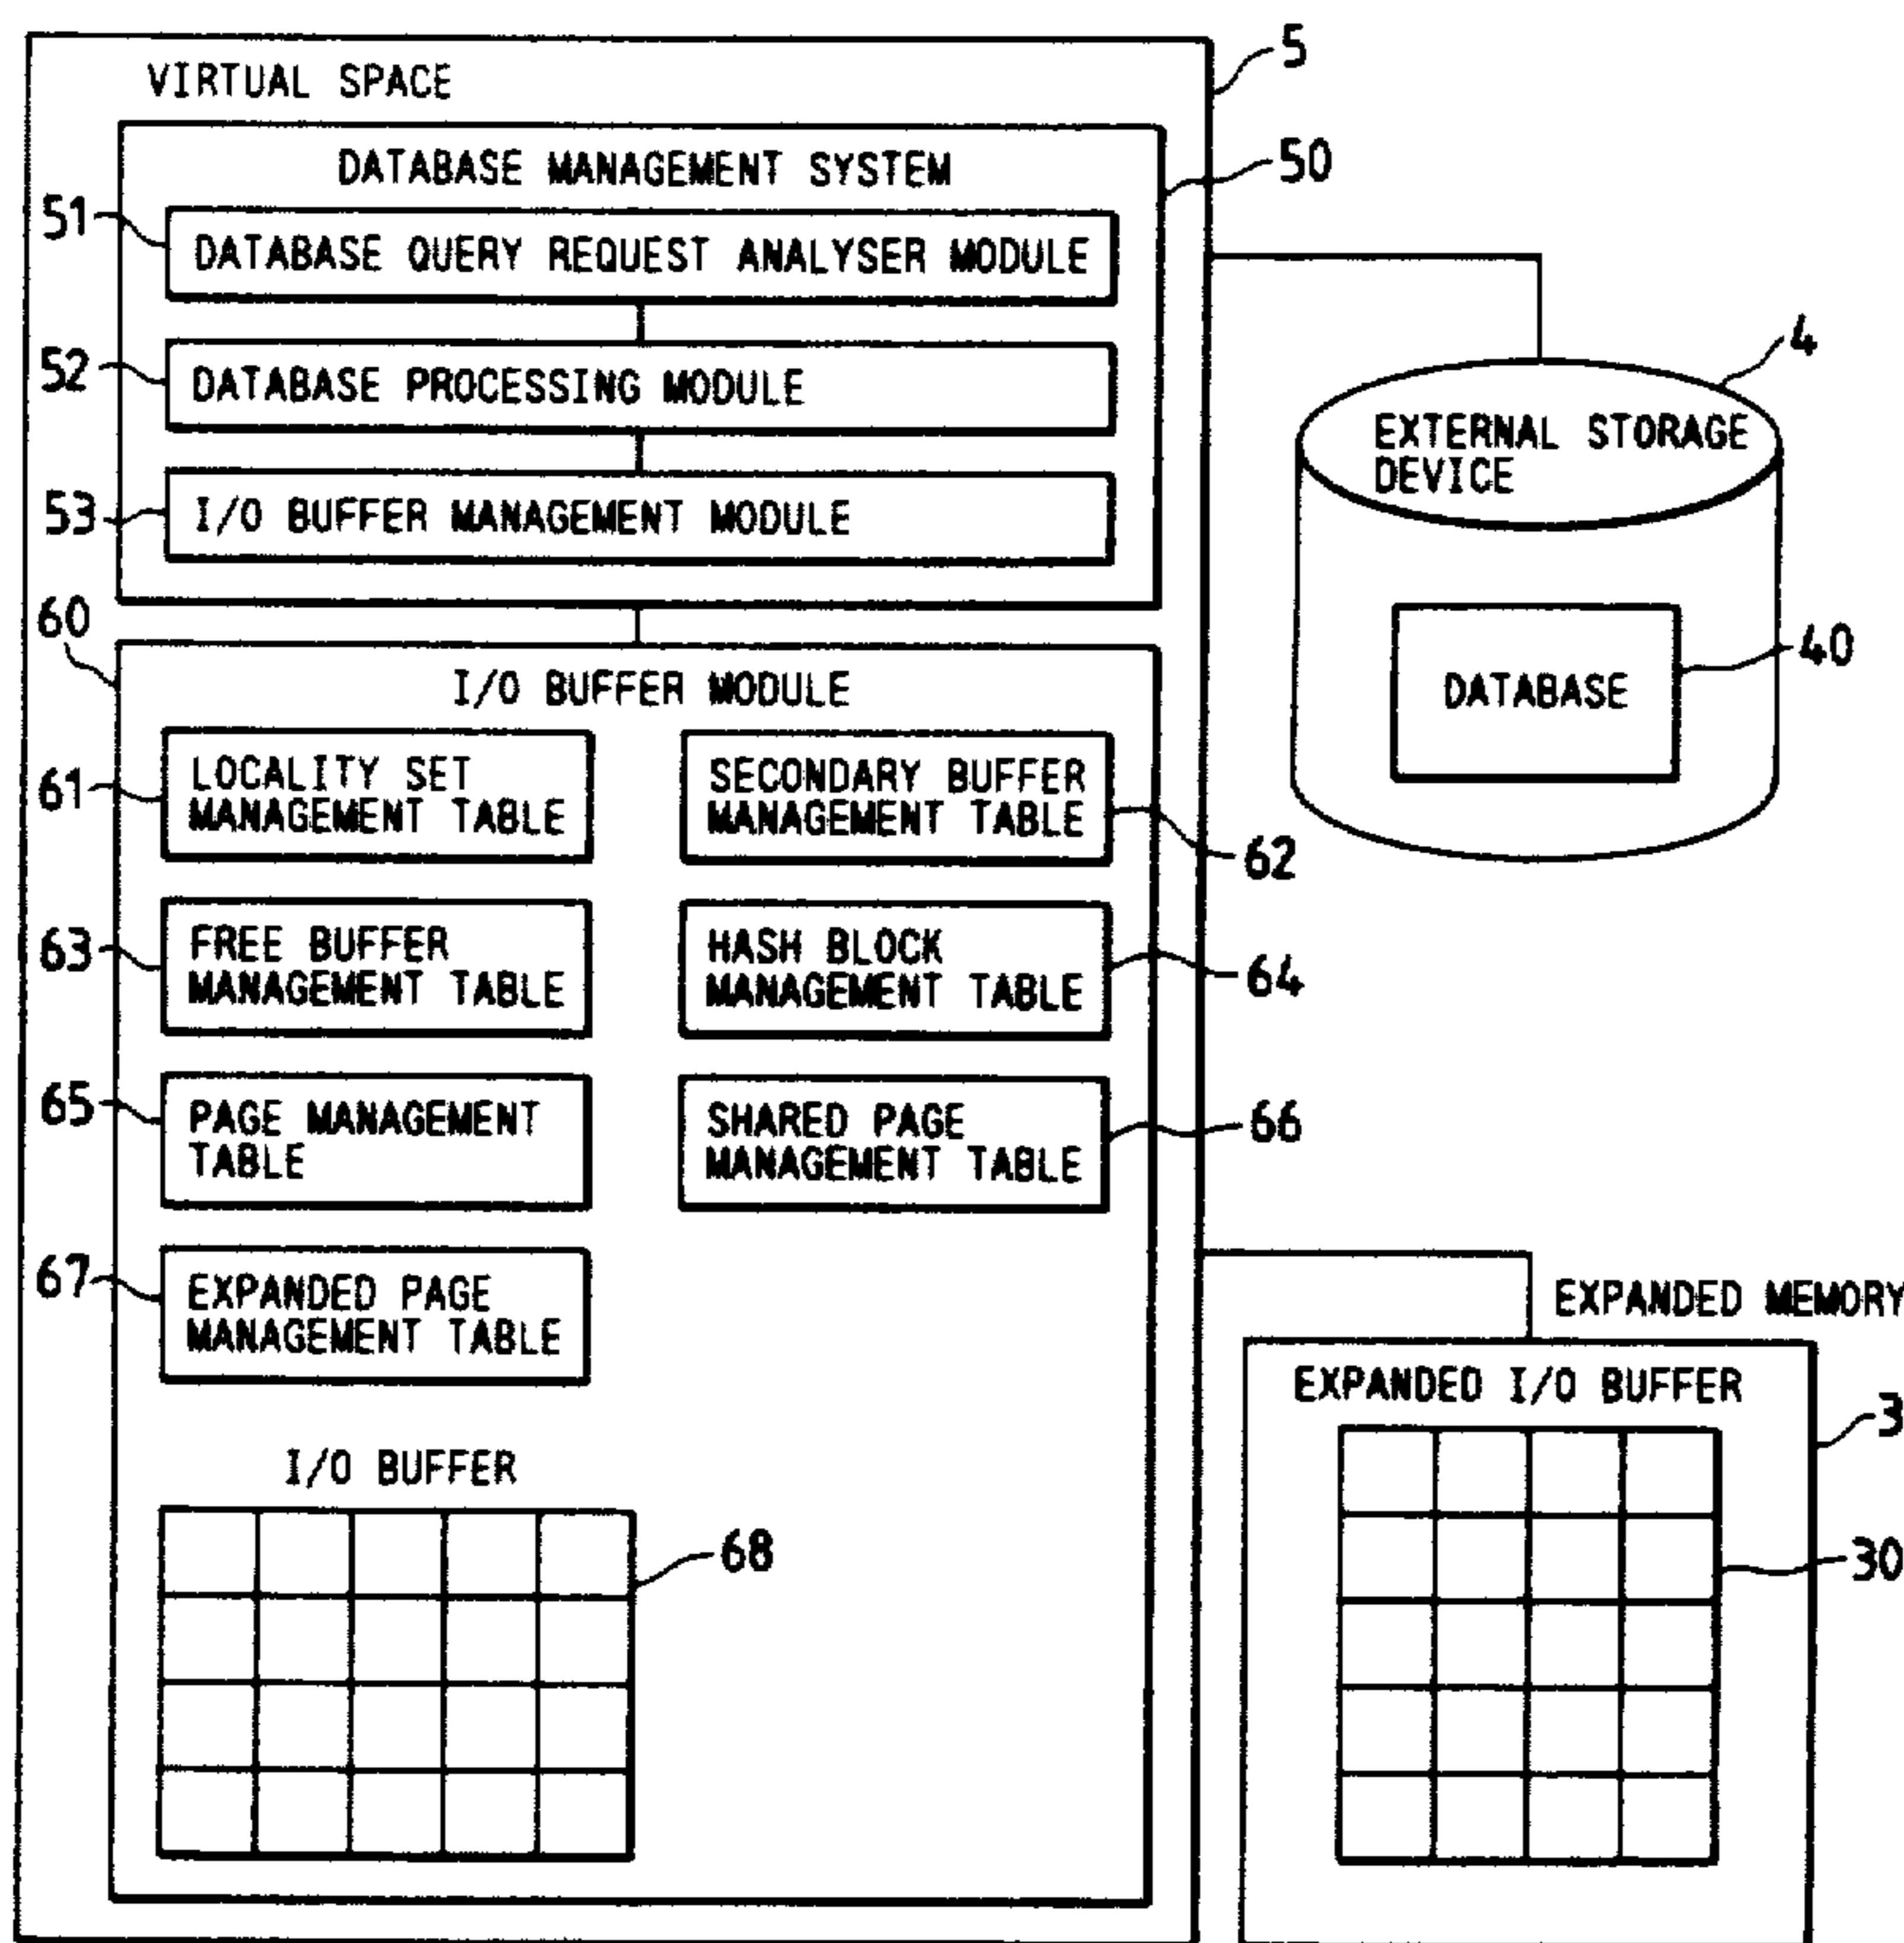 5
VIRTUAL SPACE
DATABASE MANAGEMENT SYSTEM
50
51
DATABASE QUERY REQUEST ANALYSER MODULE
52
DATABASE PROCESSING MODULE
53
I/O BUFFER MANAGEMENT MODULE
4
EXTERNAL STORAGE
DEVICE
40
DATABASE
60
I/O BUFFER MODULE
61
LOCALITY SET
MANAGEMENT TABLE
SECONDARY BUFFER
MANAGEMENT TABLE
62
63
FREE BUFFER
MANAGEMENT TABLE
HASH BLOCK
MANAGEMENT TABLE
64
65
PAGE MANAGEMENT
TABLE
SHARED PAGE
MANAGEMENT TABLE
66
67
EXPANDED PAGE
MANAGEMENT TABLE
EXPANDED MEMORY
EXPANDED I/O BUFFER
3
30
I/O BUFFER
68